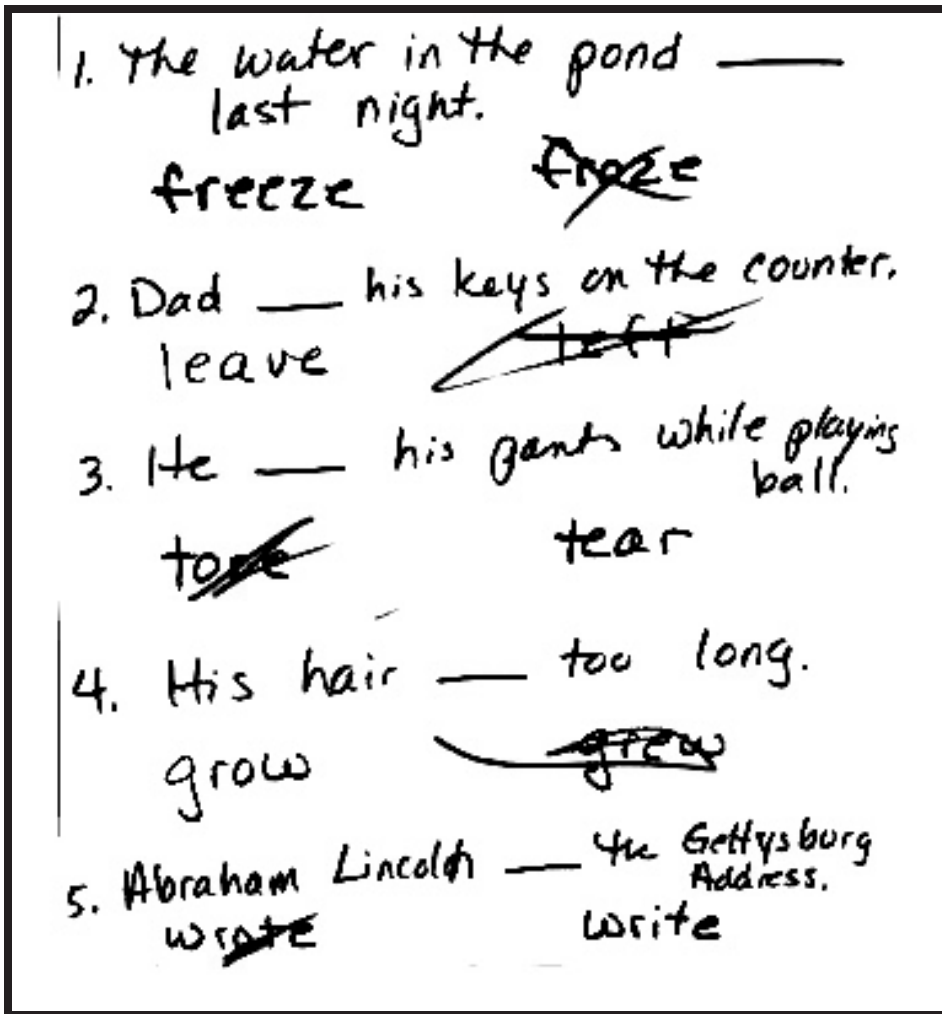 1. The water in the pond ___
last night.
freeze froze
2. Dad ___ his keys on the counter.
leave left
3. He ___ his pants while playing
ball.
tore tear
4. His hair ___ too long.
grow grew
5. Abraham Lincoln ___ the Gettysburg
Address.
wrote write